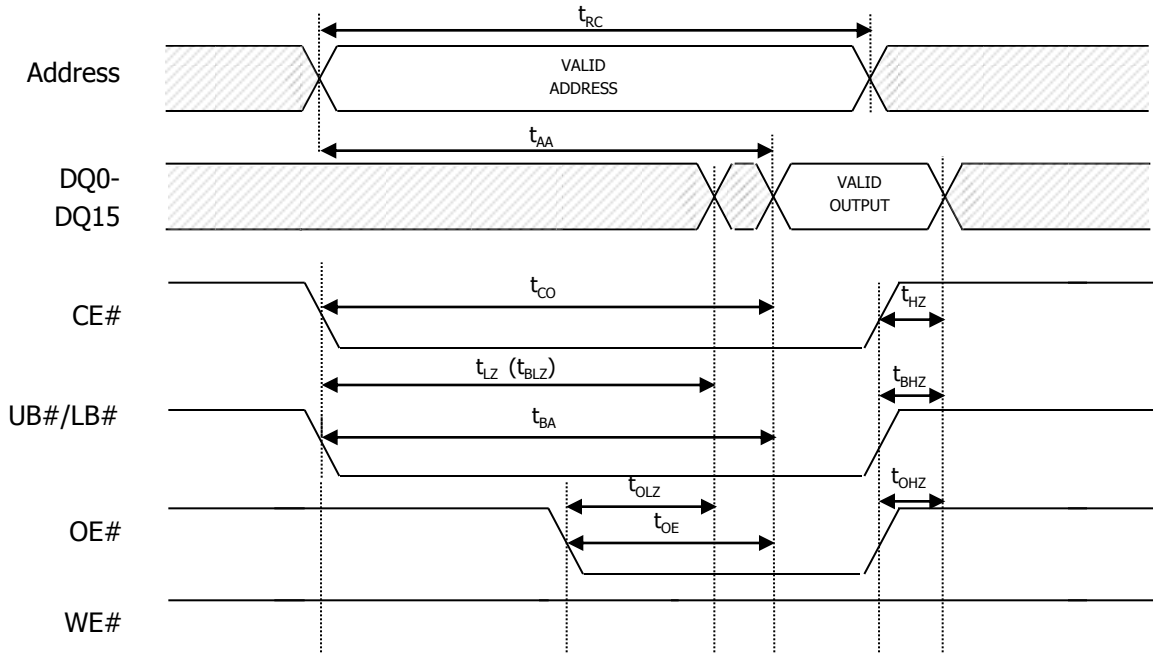 tRC
Address
VALID
ADDRESS
tAA
DQ0-
DQ15
VALID
OUTPUT
CE#
tCO
tHZ
tLZ (tBLZ)
tBHZ
UB#/LB#
tBA
tOLZ
tOHZ
OE#
tOE
WE#